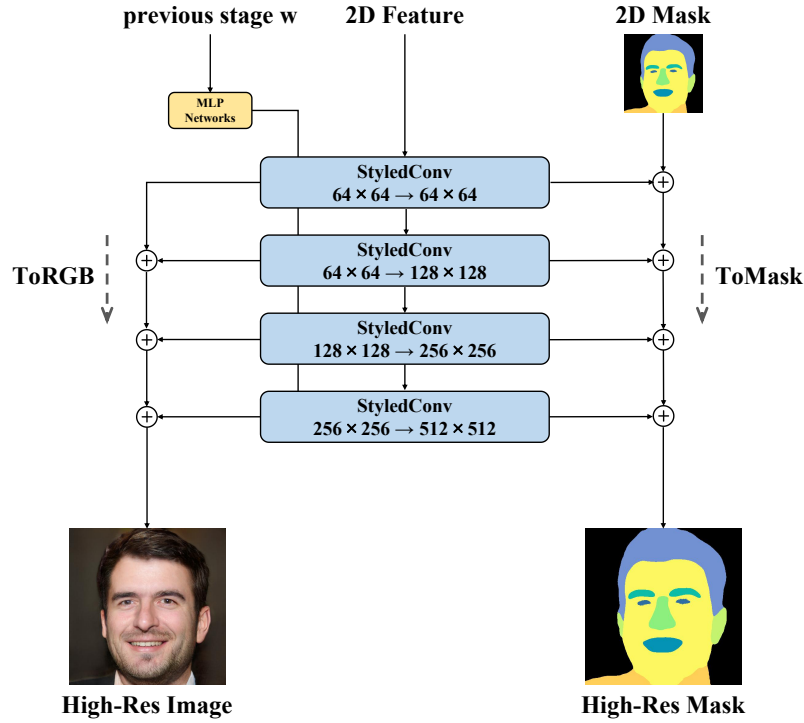 previous stage w
2D Feature
2D Mask
MLP
Networks
StyledConv
64 × 64 → 64 × 64
StyledConv
64 × 64 → 128 × 128
ToRGB
ToMask
StyledConv
128 × 128 → 256 × 256
StyledConv
256 × 256 → 512 × 512
High-Res Image
High-Res Mask